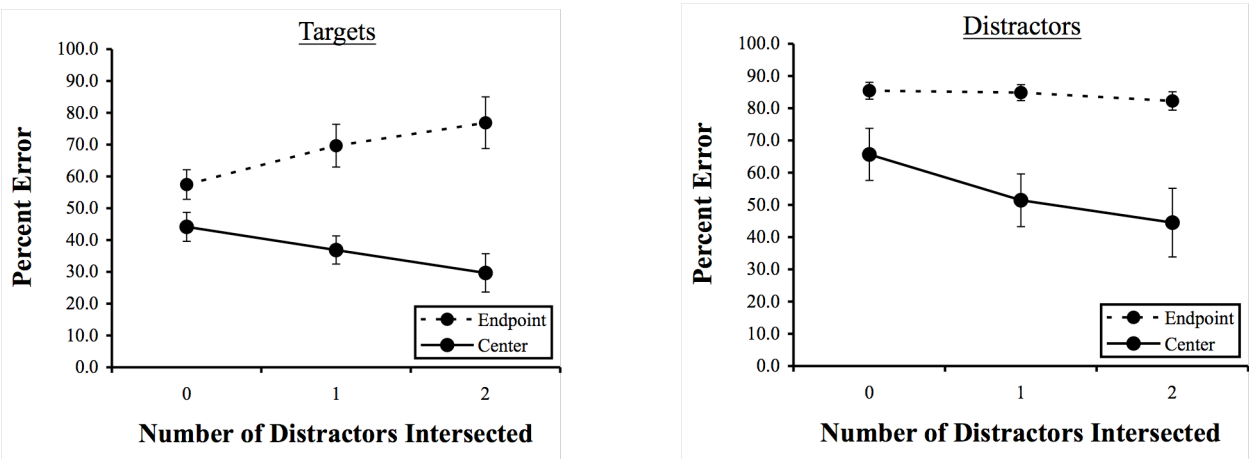 Targets
100.0
90.0
80.0
70.0
60.0
50.0
40.0
30.0
20.0
10.0
0.0
Percent Error
Endpoint
Center
0 1 2
Number of Distractors Intersected
Distractors
100.0
90.0
80.0
70.0
60.0
50.0
40.0
30.0
20.0
10.0
0.0
Percent Error
Endpoint
Center
0 1 2
Number of Distractors Intersected